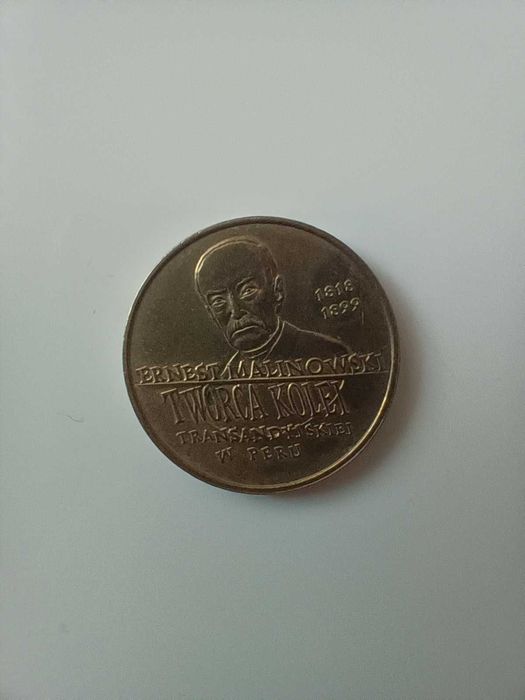 1818
1899
ERNEST MALINOWSKI
TWÓRCA KOLEI
TRANSANDYJSKIEJ
W PERU